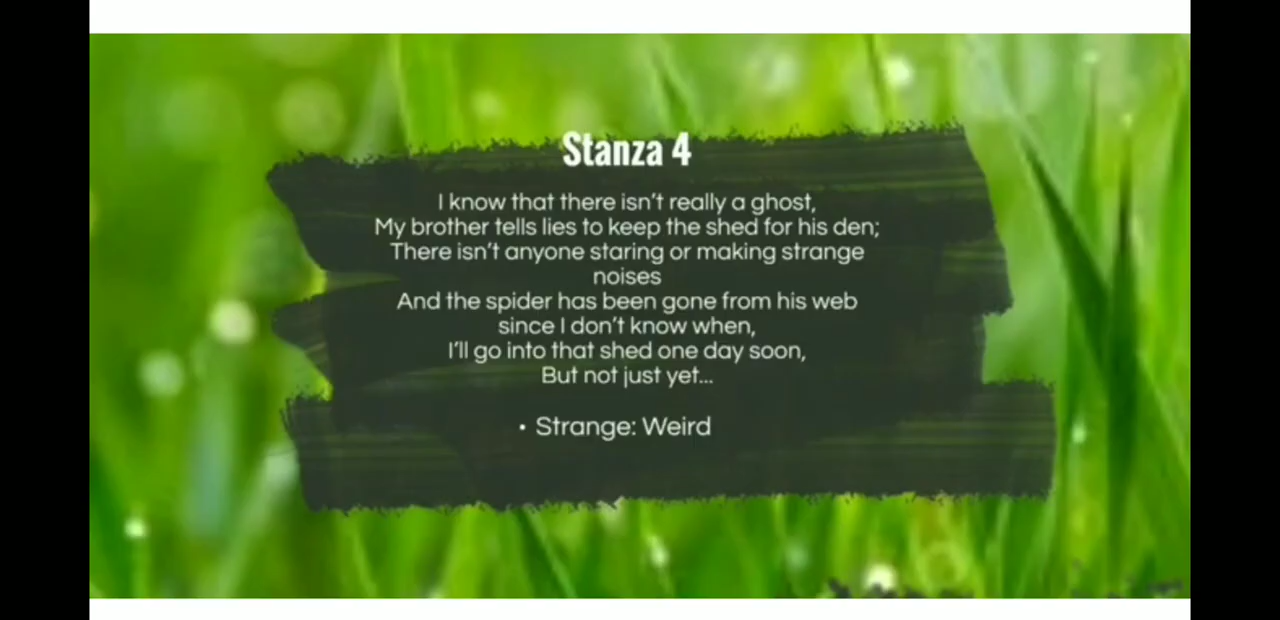 Stanza 4
I know that there isn't really a ghost,
My brother tells lies to keep the shed for his den;
There isn't anyone staring or making strange
noises
And the spider has been gone from his web
since I don't know when,
I'll go into that shed one day soon,
But not just yet...
• Strange: Weird